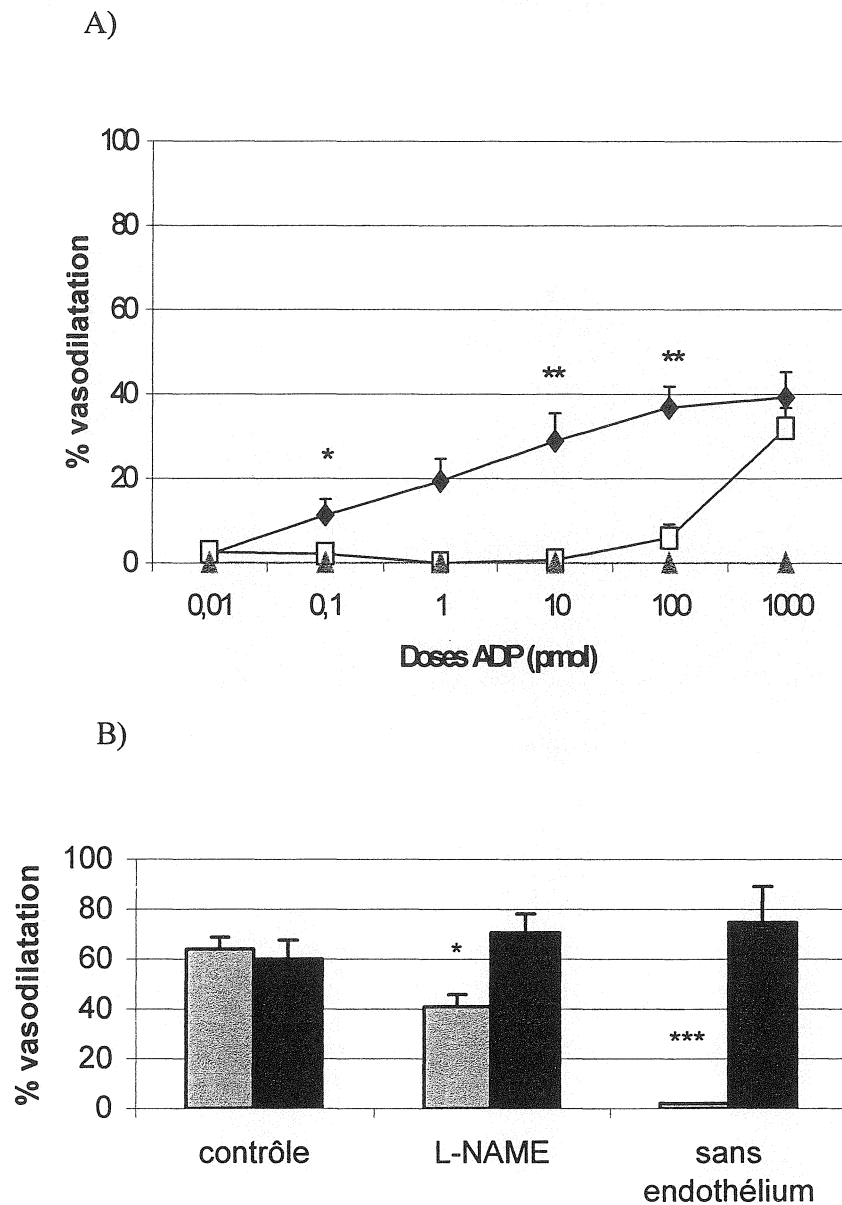 A)
% vasodilatation
100
80
60
40
20
0
*
**
**
0,01 0,1 1 10 100 1000
Doses ADP (pmol)
B)
% vasodilatation
100
80
60
40
20
0
*
***
contrôle L-NAME sans
endothélium